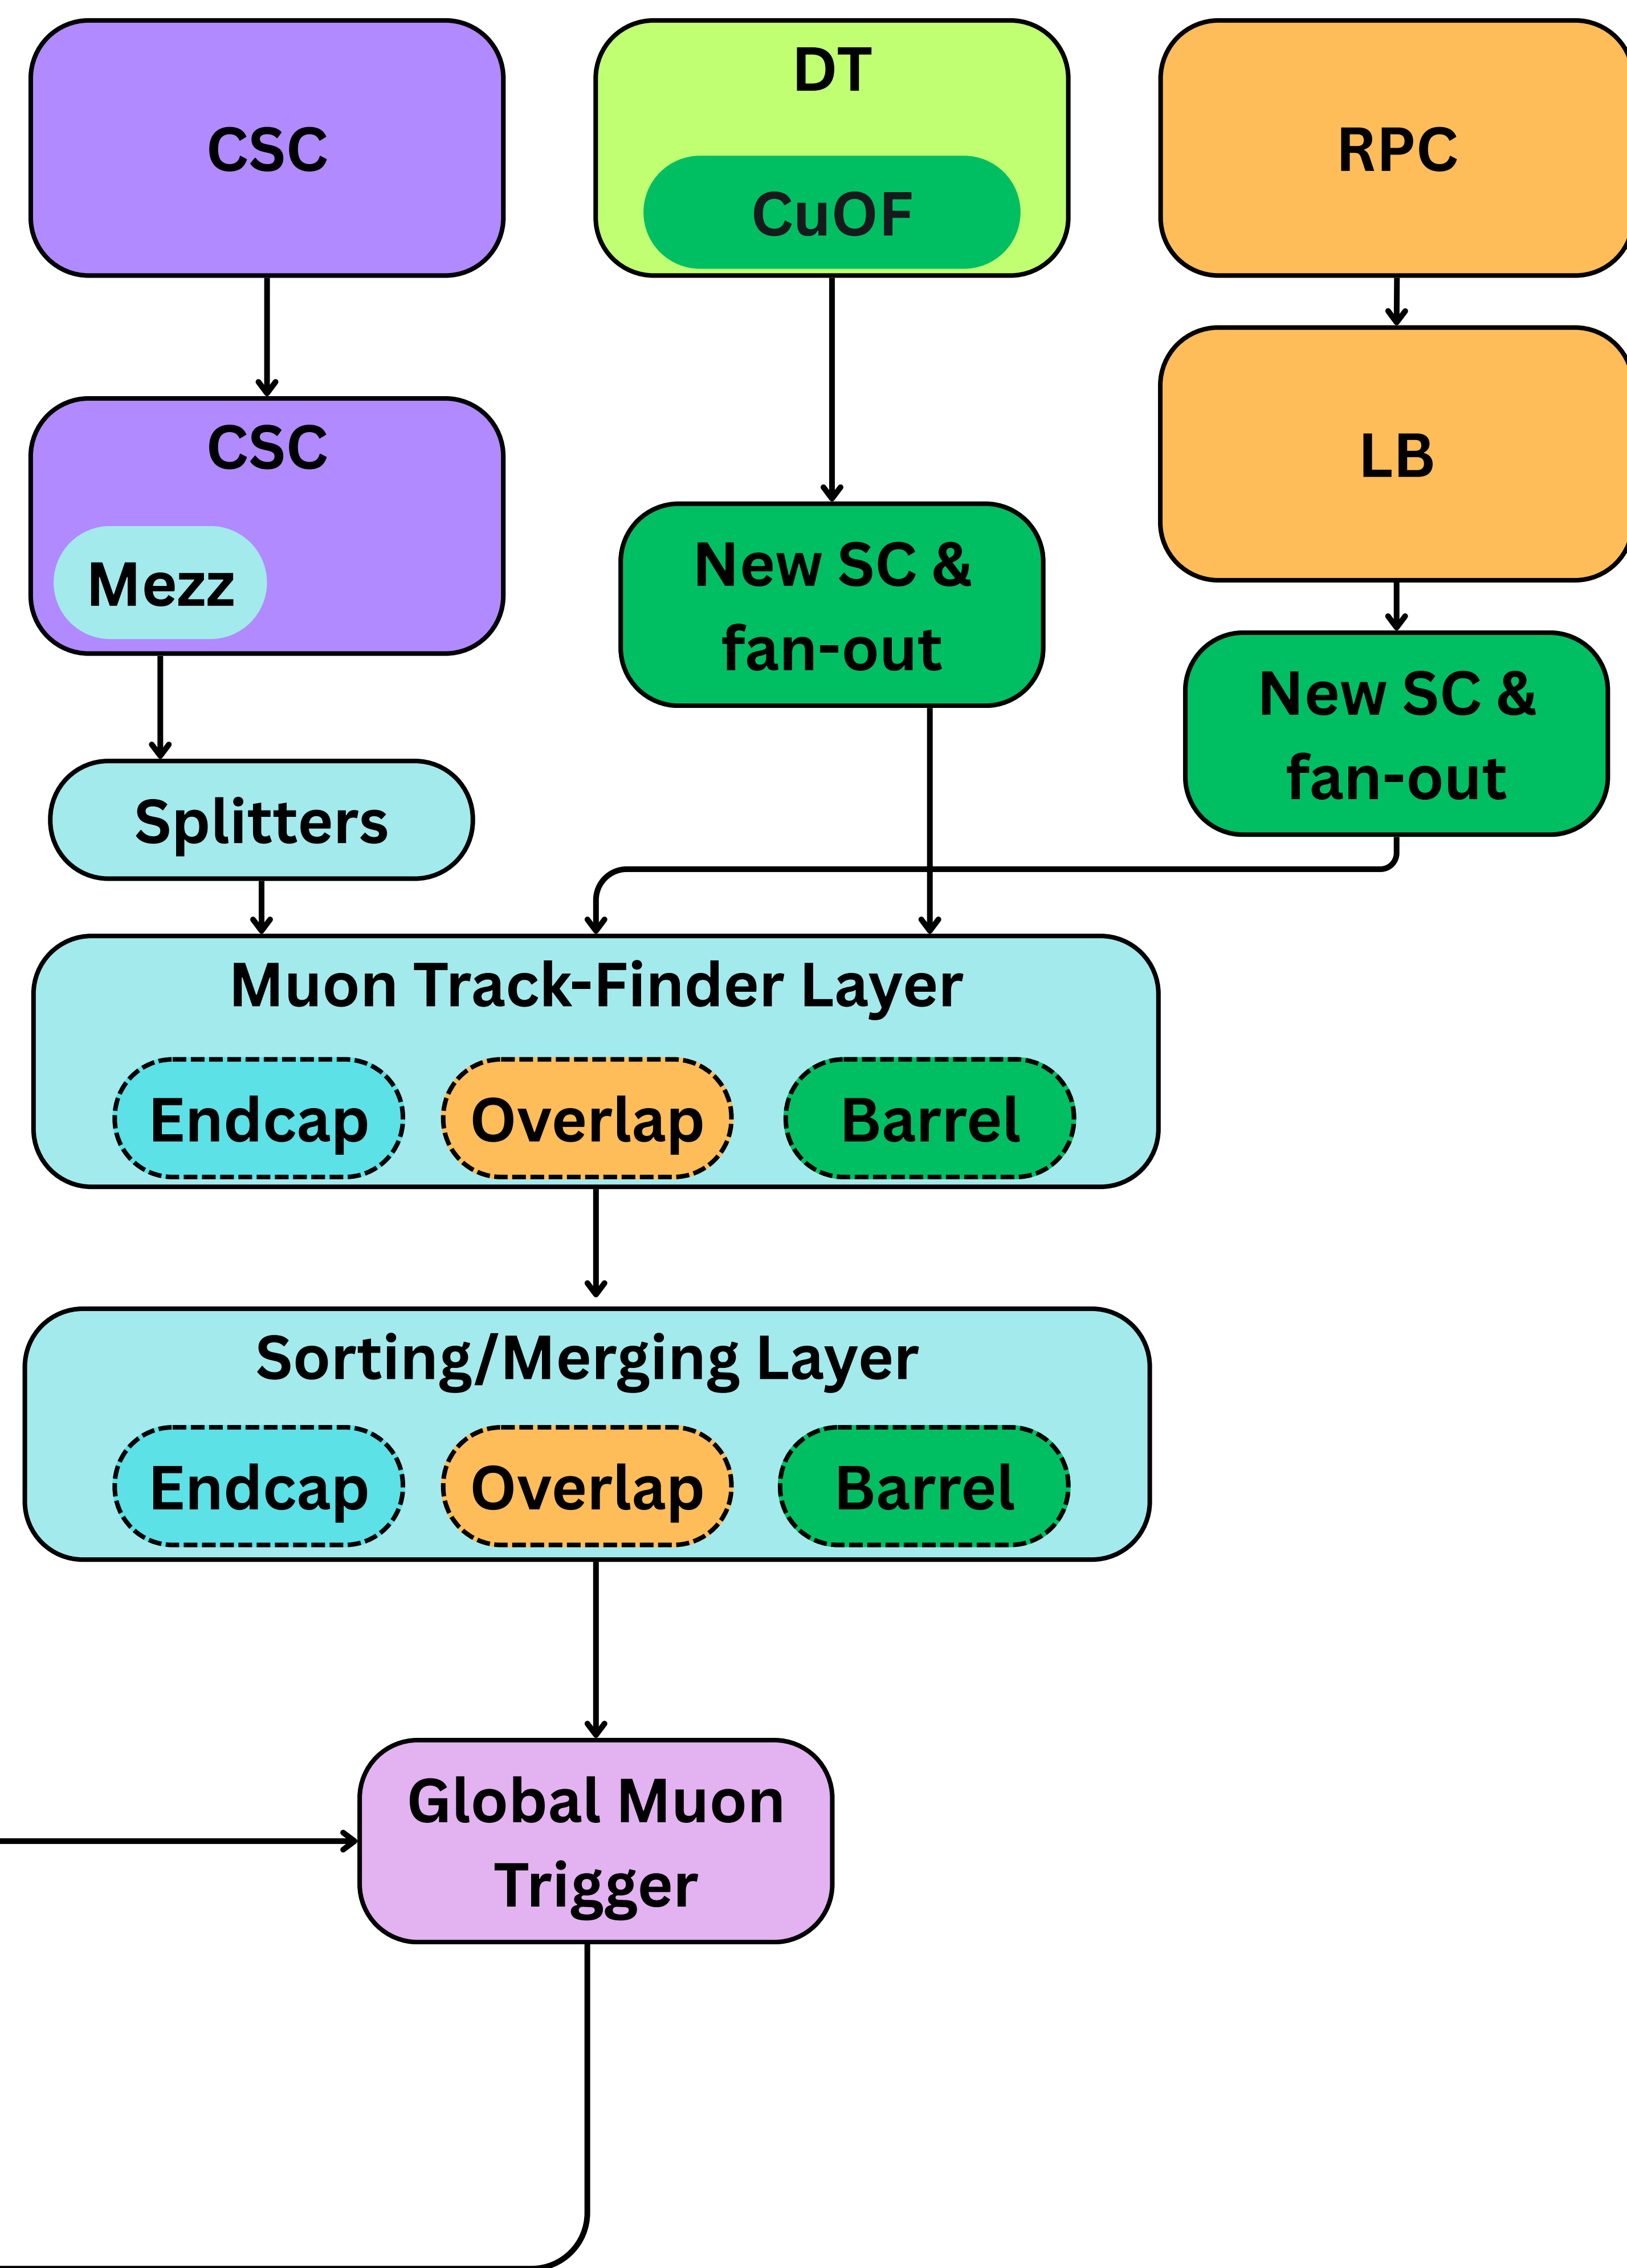 CSC
DT
CuOF
RPC
CSC
Mezz
LB
New SC &
fan-out
New SC &
fan-out
Splitters
Muon Track-Finder Layer
Endcap
Overlap
Barrel
Sorting/Merging Layer
Endcap
Overlap
Barrel
Global Muon
Trigger